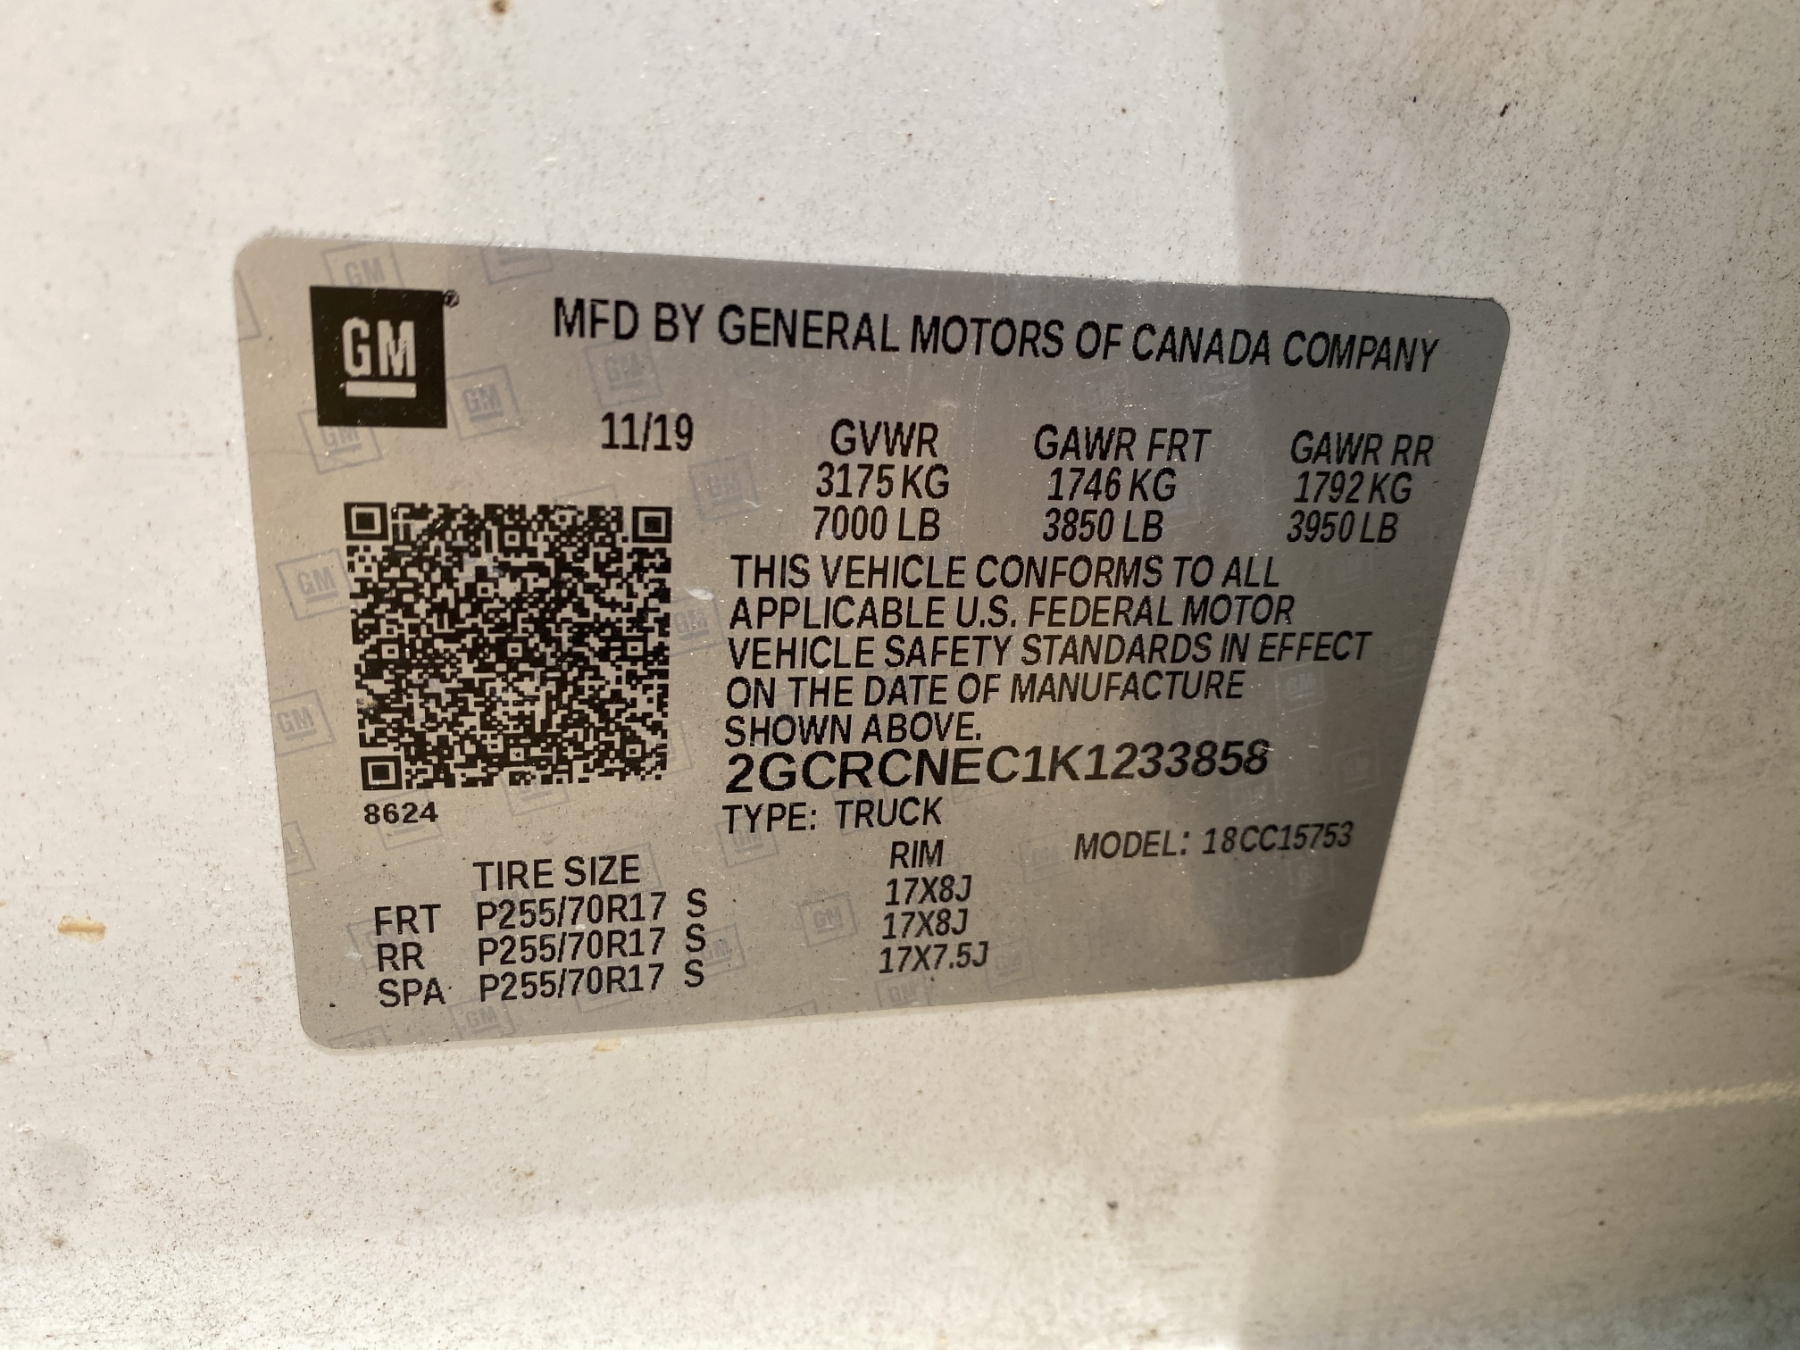 GM
MFD BY GENERAL MOTORS OF CANADA COMPANY
11/19 GVWR GAWR FRT GAWR RR
3175 KG 1746 KG 1792 KG
7000 LB 3850 LB 3950 LB
THIS VEHICLE CONFORMS TO ALL
APPLICABLE U.S. FEDERAL MOTOR
VEHICLE SAFETY STANDARDS IN EFFECT
ON THE DATE OF MANUFACTURE
SHOWN ABOVE.
2GCRCNEC1K1233858
8624
TYPE: TRUCK
MODEL: 18CC15753
TIRE SIZE RIM
FRT P255/70R17 S 17X8J
RR P255/70R17 S 17X8J
SPA P255/70R17 S 17X7.5J